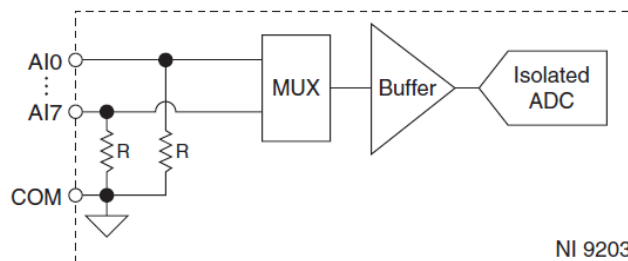 AI0
⋮
AI7
R
R
COM
MUX
Buffer
Isolated
ADC
NI 9203